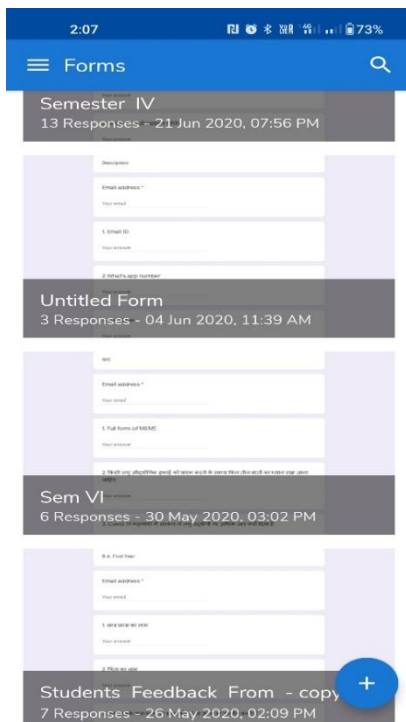 2:07
73%
Forms
Semester IV
13 Responses - 21 Jun 2020, 07:56 PM
Description
Email address *
Your email
1. Email ID
Your answer
2. What's app number
Untitled Form
3 Responses - 04 Jun 2020, 11:39 AM
Email address *
Your email
1. Full form of MSME
Your answer
Sem VI
6 Responses - 30 May 2020, 03:02 PM
B.A. First Year
Email address *
Your email
1. छात्र छात्रा का नाम
Your answer
2. पिता का नाम
Students Feedback From - copy
7 Responses - 26 May 2020, 02:09 PM